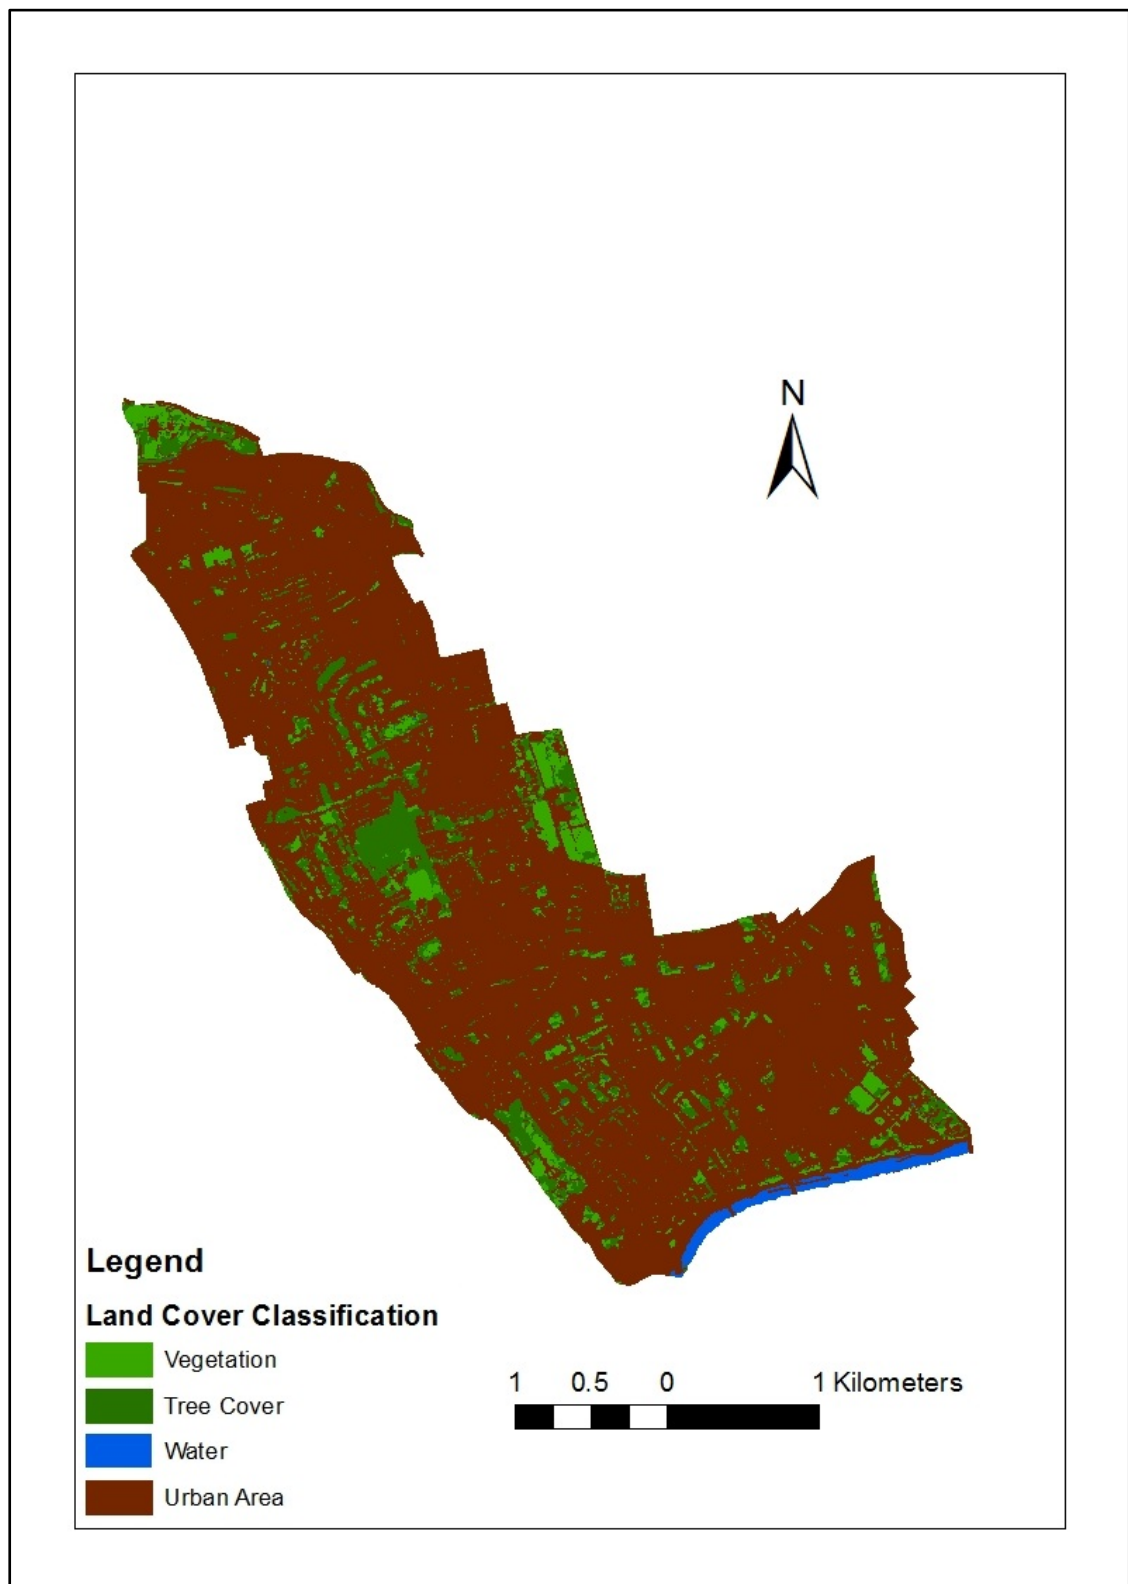 N
Legend
Land Cover Classification
Vegetation
Tree Cover
Water
Urban Area
1 0.5 0 1 Kilometers